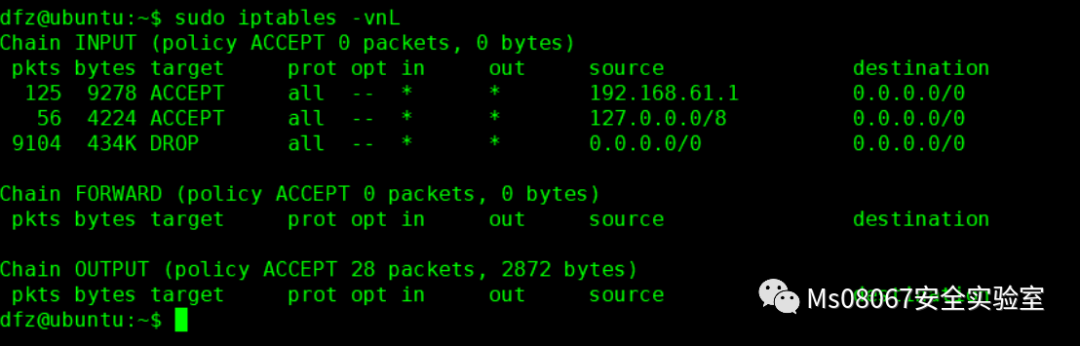 dfz@ubuntu:~$ sudo iptables -vnL
Chain INPUT (policy ACCEPT 0 packets, 0 bytes)
 pkts bytes target     prot opt in     out     source               destination
  125  9278 ACCEPT     all  --  *      *       192.168.61.1         0.0.0.0/0
   56  4224 ACCEPT     all  --  *      *       127.0.0.0/8          0.0.0.0/0
 9104  434K DROP       all  --  *      *       0.0.0.0/0            0.0.0.0/0
Chain FORWARD (policy ACCEPT 0 packets, 0 bytes)
 pkts bytes target     prot opt in     out     source               destination
Chain OUTPUT (policy ACCEPT 28 packets, 2872 bytes)
 pkts bytes target     prot opt in     out     source               destination
Ms08067安全实验室
dfz@ubuntu:~$